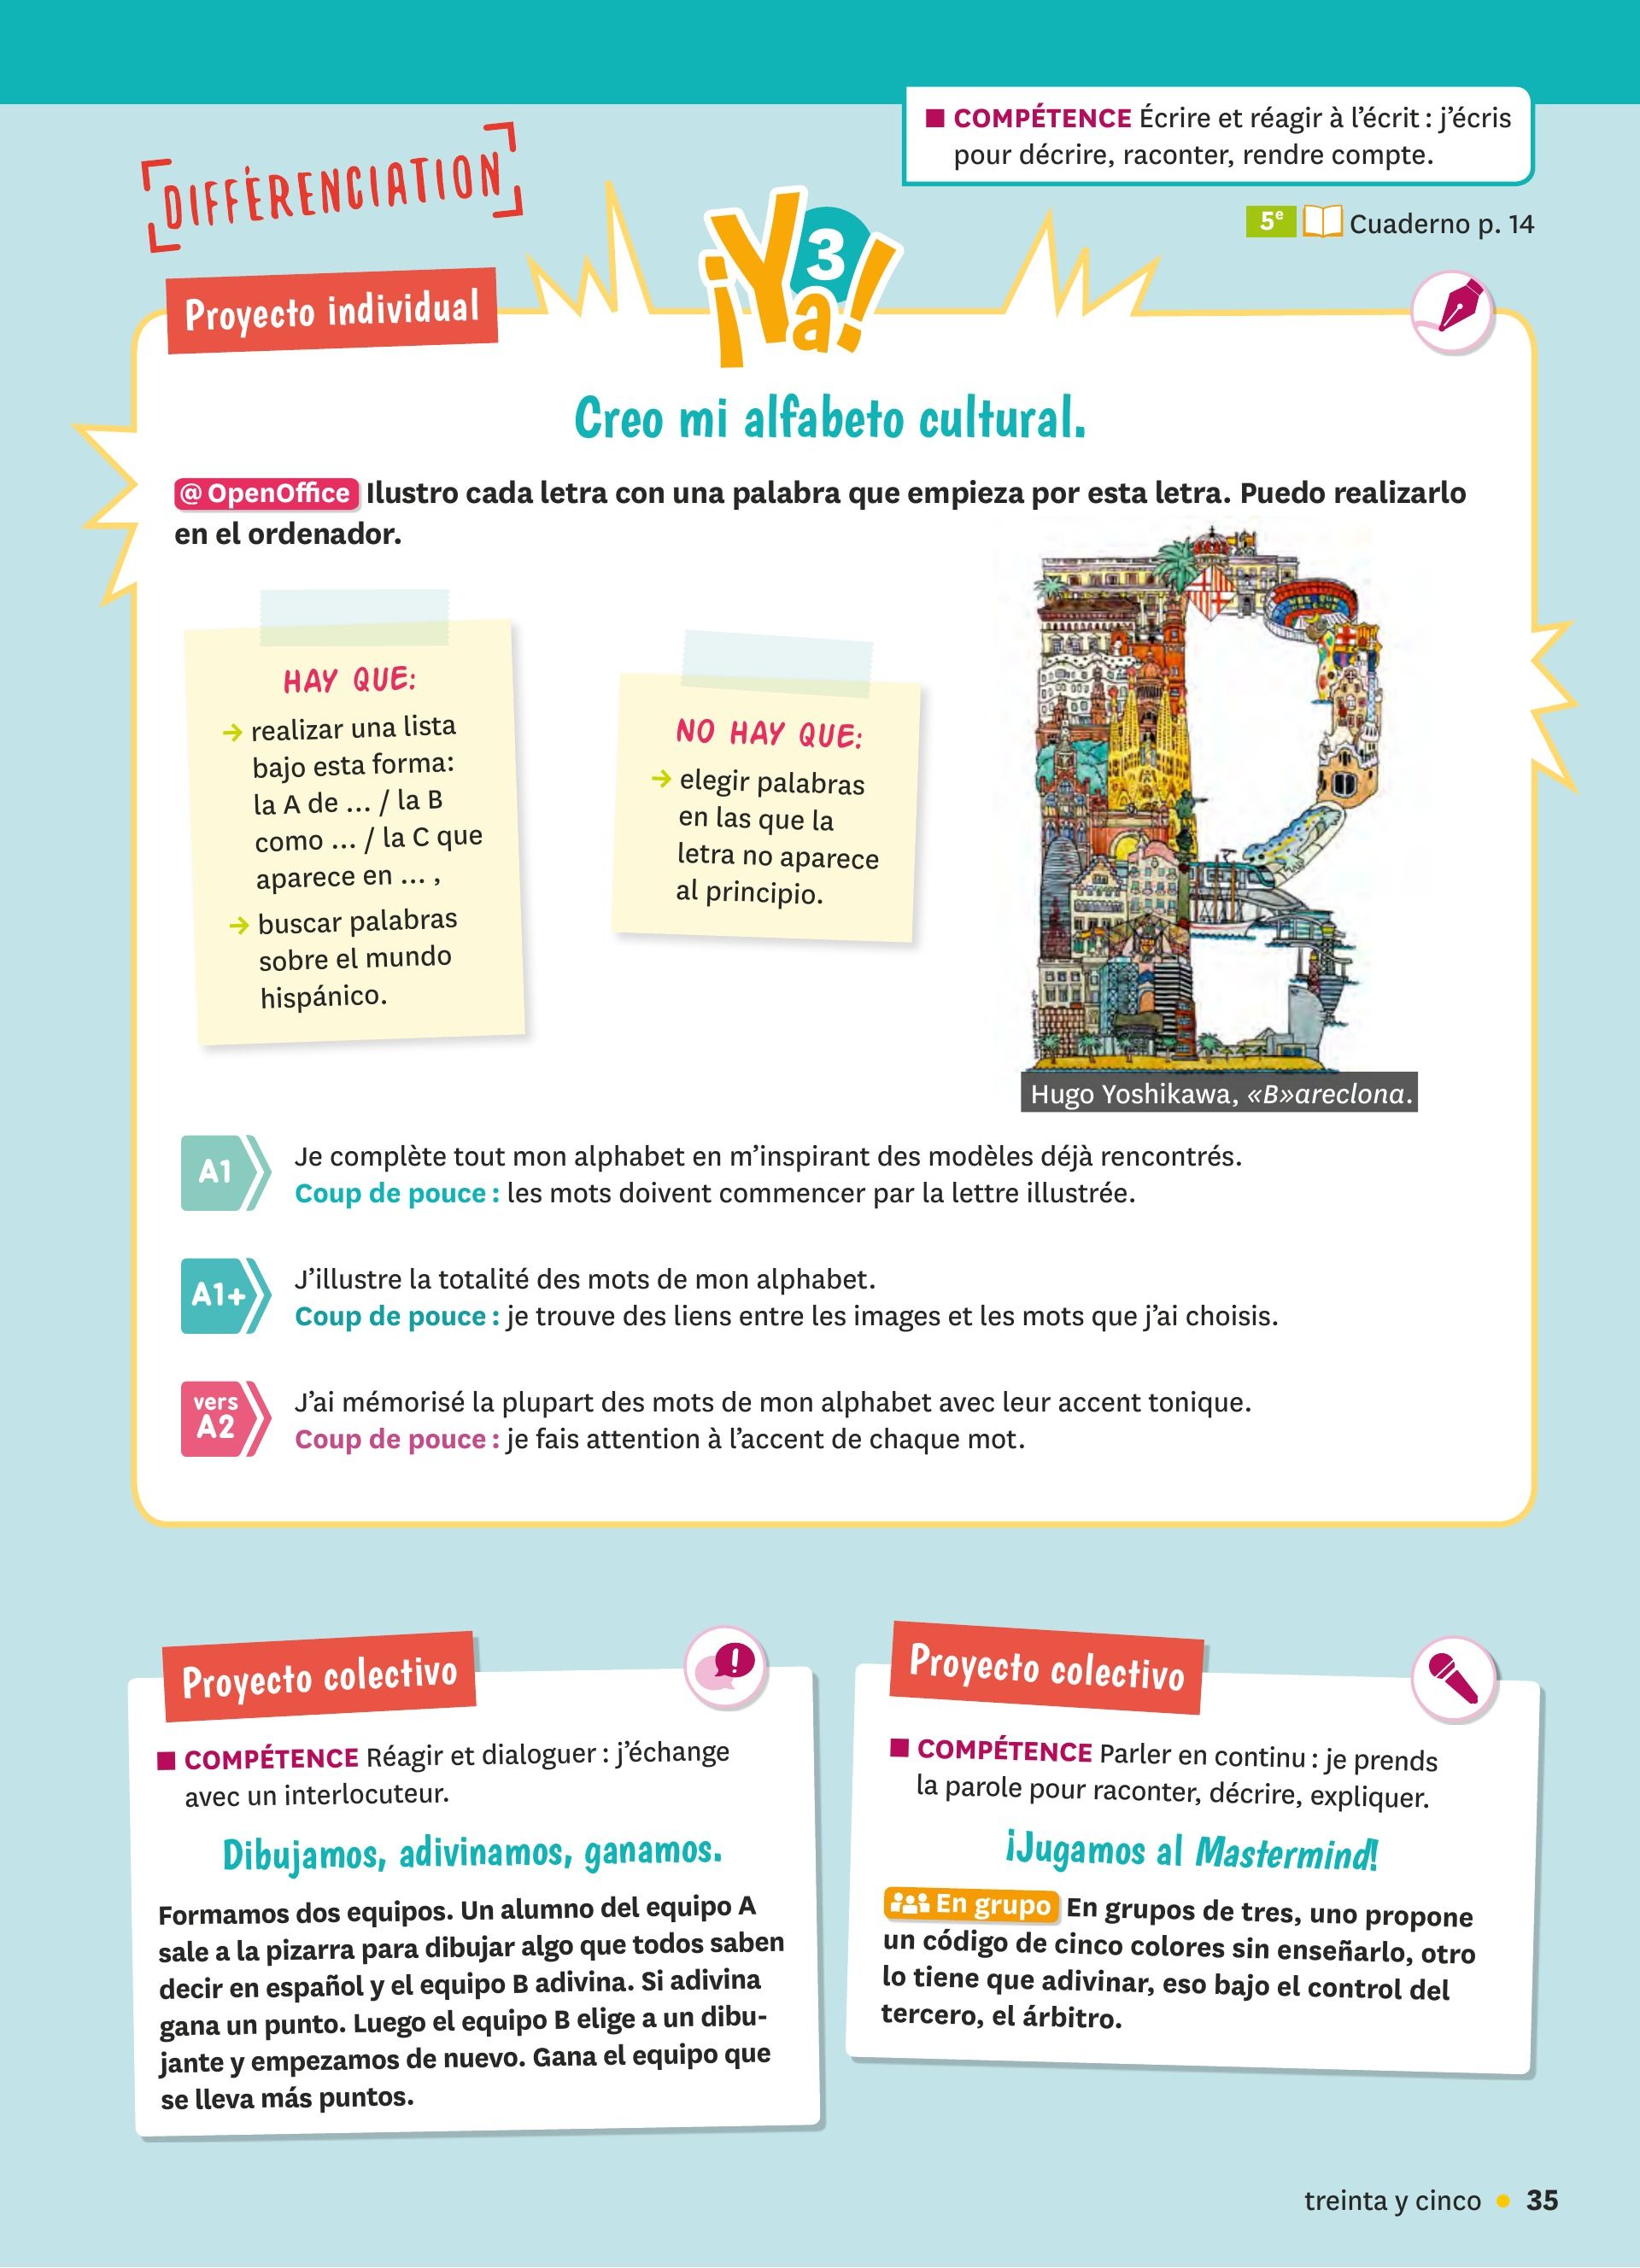 ■ COMPÉTENCE Écrire et réagir à l'écrit : j'écris
pour décrire, raconter, rendre compte.
DIFFÉRENCIATION
5e Cuaderno p. 14
Proyecto individual
¡Ya! 3
Creo mi alfabeto cultural.
@ OpenOffice Ilustro cada letra con una palabra que empieza por esta letra. Puedo realizarlo
en el ordenador.
HAY QUE:
→ realizar una lista
bajo esta forma:
la A de ... / la B
como ... / la C que
aparece en ... ,
→ buscar palabras
sobre el mundo
hispánico.
NO HAY QUE:
→ elegir palabras
en las que la
letra no aparece
al principio.
Hugo Yoshikawa, «B»areclona.
A1
Je complète tout mon alphabet en m'inspirant des modèles déjà rencontrés.
Coup de pouce : les mots doivent commencer par la lettre illustrée.
A1+
J'illustre la totalité des mots de mon alphabet.
Coup de pouce : je trouve des liens entre les images et les mots que j'ai choisis.
vers
A2
J'ai mémorisé la plupart des mots de mon alphabet avec leur accent tonique.
Coup de pouce : je fais attention à l'accent de chaque mot.
Proyecto colectivo
■ COMPÉTENCE Réagir et dialoguer : j'échange
avec un interlocuteur.
Dibujamos, adivinamos, ganamos.
Formamos dos equipos. Un alumno del equipo A
sale a la pizarra para dibujar algo que todos saben
decir en español y el equipo B adivina. Si adivina
gana un punto. Luego el equipo B elige a un dibu-
jante y empezamos de nuevo. Gana el equipo que
se lleva más puntos.
Proyecto colectivo
■ COMPÉTENCE Parler en continu : je prends
la parole pour raconter, décrire, expliquer.
¡Jugamos al Mastermind!
En grupo En grupos de tres, uno propone
un código de cinco colores sin enseñarlo, otro
lo tiene que adivinar, eso bajo el control del
tercero, el árbitro.
treinta y cinco • 35